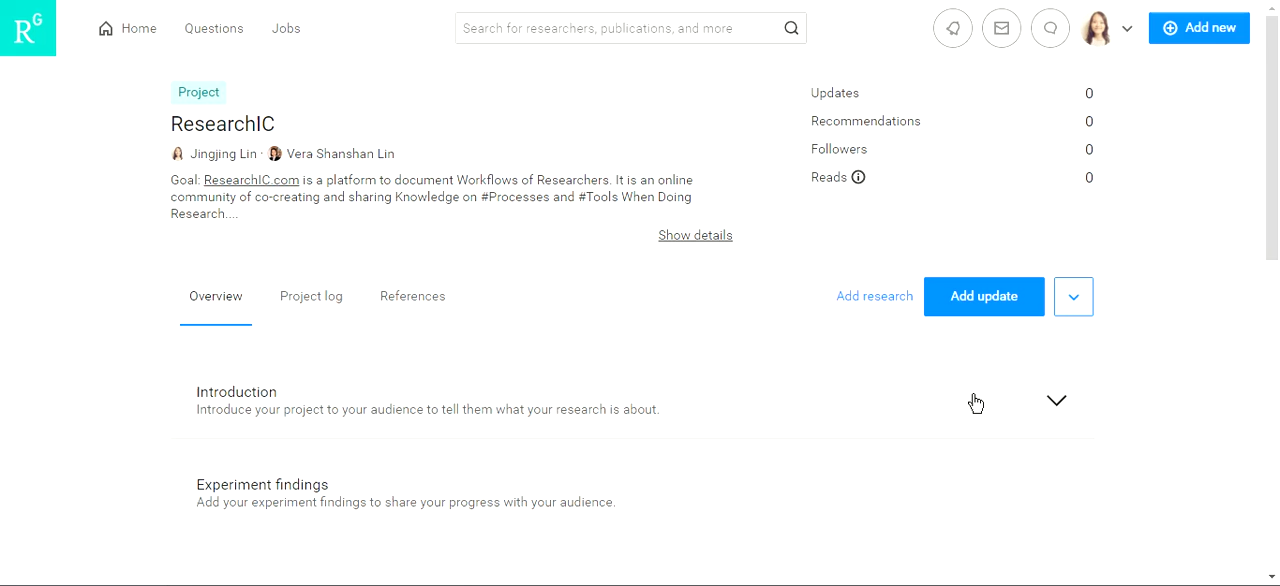 RG
Home
Questions
Jobs
Search for researchers, publications, and more
Add new
Project
ResearchIC
Jingjing Lin · Vera Shanshan Lin
Goal: ResearchIC.com is a platform to document Workflows of Researchers. It is an online
community of co-creating and sharing Knowledge on #Processes and #Tools When Doing
Research....
Show details
Updates 0
Recommendations 0
Followers 0
Reads 0
Overview
Project log
References
Add research
Add update
Introduction
Introduce your project to your audience to tell them what your research is about.
Experiment findings
Add your experiment findings to share your progress with your audience.